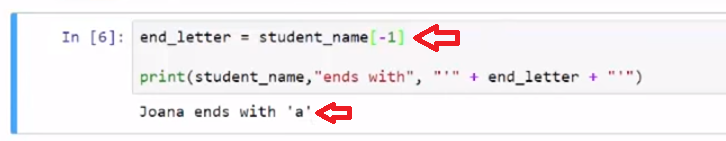 In [6]: end_letter = student_name[-1]
print(student_name,"ends with", "'" + end_letter + "'")
Joana ends with 'a'